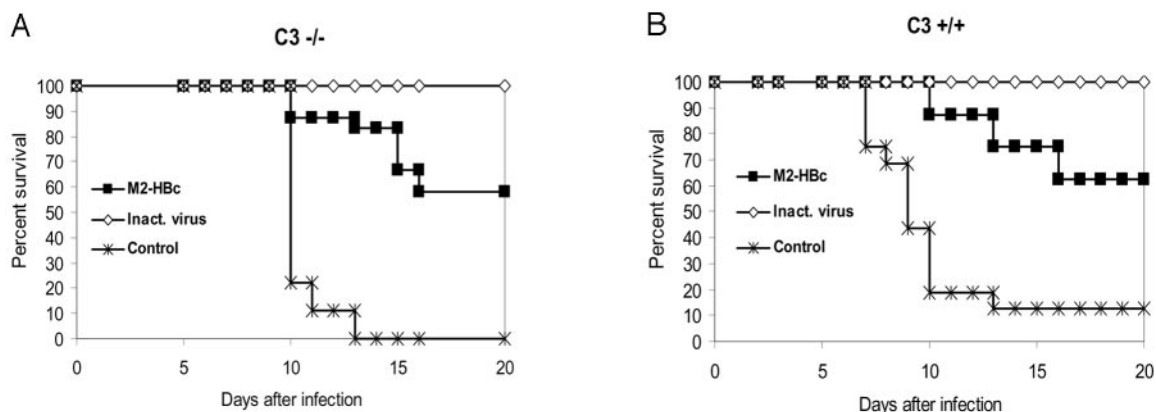 A
C3 -/-
100
90
80
70
60
50
40
30
20
10
0
Percent survival
M2-HBc
Inact. virus
Control
0 5 10 15 20
Days after infection
B
C3 +/+
100
90
80
70
60
50
40
30
20
10
0
Percent survival
M2-HBc
Inact. virus
Control
0 5 10 15 20
Days after infection